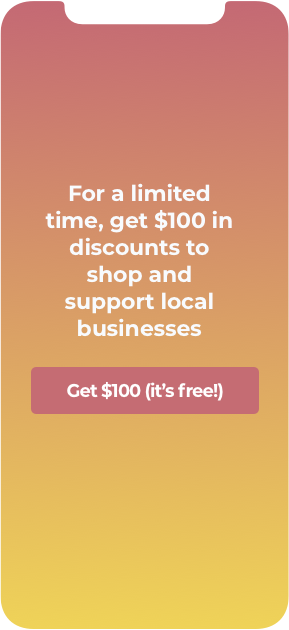 For a limited
time, get $100 in
discounts to
shop and
support local
businesses
Get $100 (it's free!)